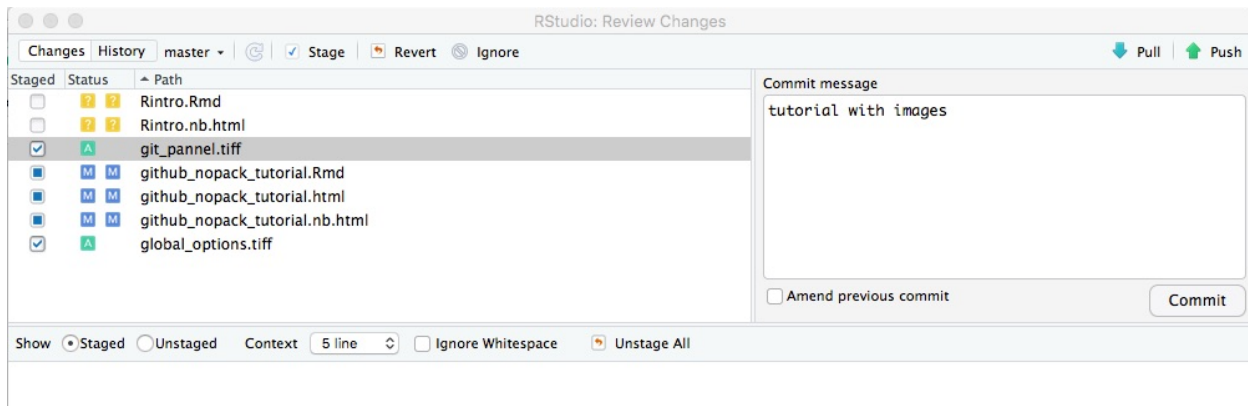 RStudio: Review Changes
Changes History master Stage Revert Ignore Pull Push
Staged Status Path
? ? Rintro.Rmd
? ? Rintro.nb.html
A git_pannel.tiff
M M github_nopack_tutorial.Rmd
M M github_nopack_tutorial.html
M M github_nopack_tutorial.nb.html
A global_options.tiff
Commit message
tutorial with images
Amend previous commit Commit
Show Staged Unstaged Context 5 line Ignore Whitespace Unstage All